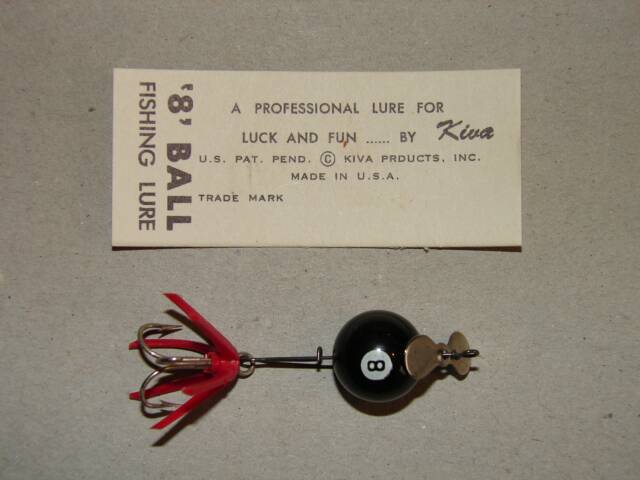 '8' BALL
FISHING LURE
A PROFESSIONAL LURE FOR
LUCK AND FUN ...... BY Kiva
U.S. PAT. PEND. © KIVA PRDUCTS, INC.
MADE IN U.S.A.
TRADE MARK
8